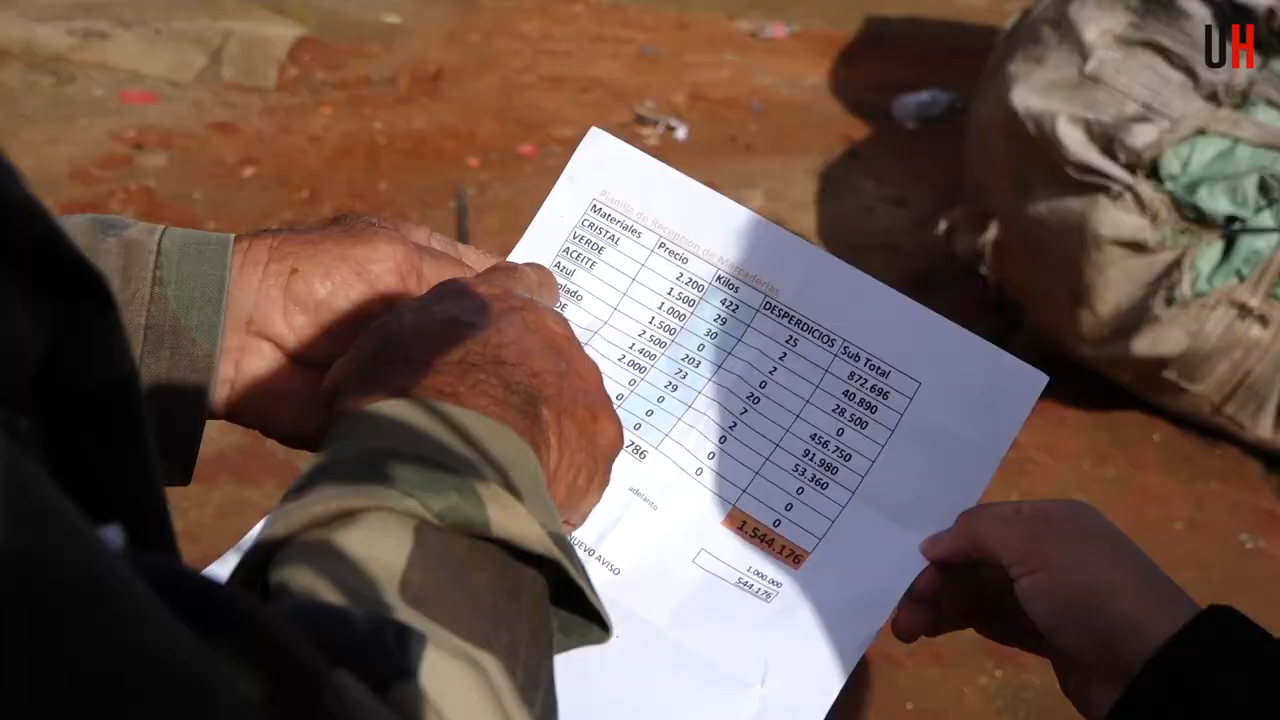 UH
Planilla de Recepcion de Mercaderias
Materiales Precio Kilos DESPERDICIOS Sub Total
CRISTAL 2.200 422 25 872.696
VERDE 1.500 29 2 40.890
ACEITE 1.000 30 2 28.500
Azul 1.500 0 0 0
olado 2.500 203 20 456.750
DE 1.400 73 7 91.980
2.000 29 2 53.360
0 0 0 0
0 0 0 0
0 0 0
786 1.544.176
adelanto 1.000.000
544.176
NUEVO AVISO